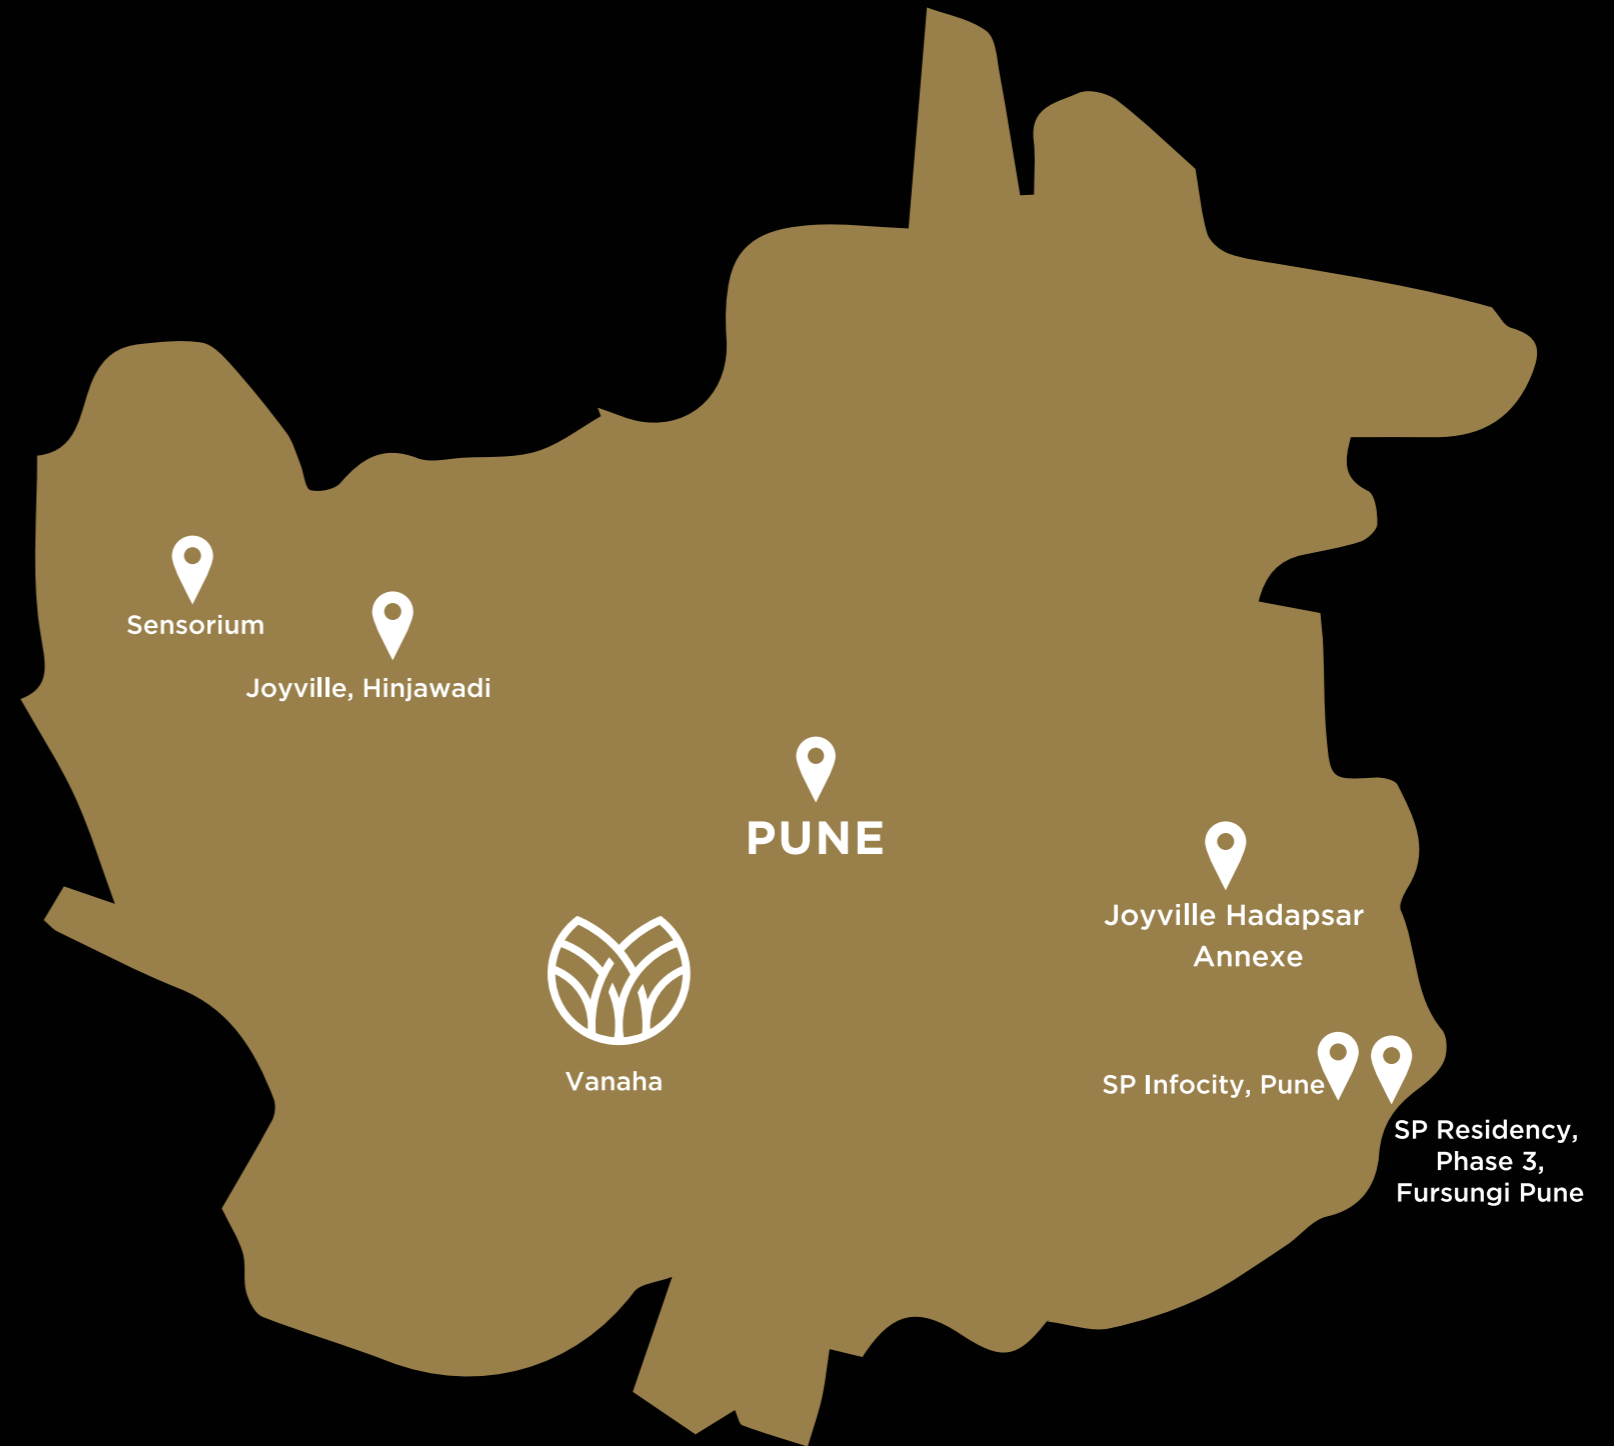 Sensorium
Joyville, Hinjawadi
PUNE
Joyville Hadapsar
Annexe
Vanaha
SP Infocity, Pune
SP Residency,
Phase 3,
Fursungi Pune